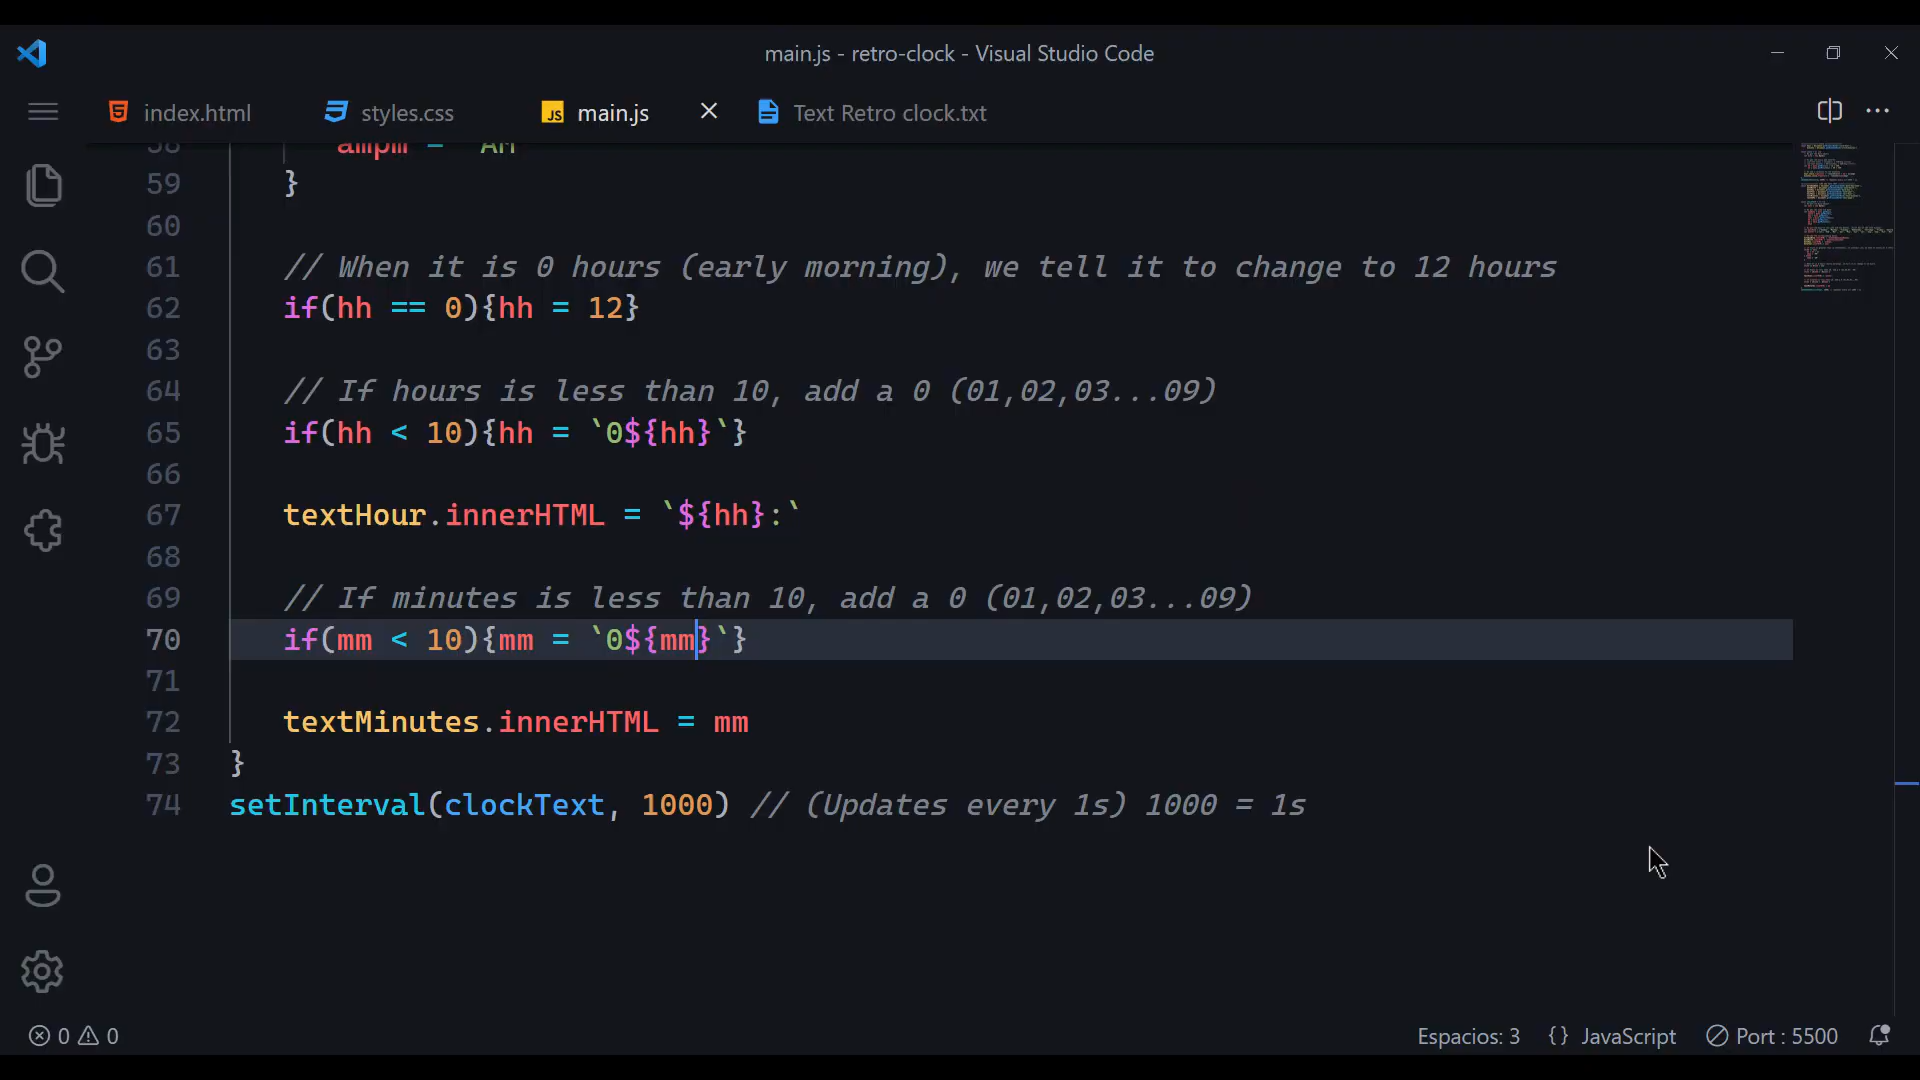 main.js - retro-clock - Visual Studio Code
index.html
styles.css
JS main.js
Text Retro clock.txt
58 ampm = AM
59 }
60
61 // When it is 0 hours (early morning), we tell it to change to 12 hours
62 if(hh == 0){hh = 12}
63
64 // If hours is less than 10, add a 0 (01,02,03...09)
65 if(hh < 10){hh = `0${hh}`}
66
67 textHour.innerHTML = `${hh}:`
68
69 // If minutes is less than 10, add a 0 (01,02,03...09)
70 if(mm < 10){mm = `0${mm}`}
71
72 textMinutes.innerHTML = mm
73 }
74 setInterval(clockText, 1000) // (Updates every 1s) 1000 = 1s
0 0
Espacios: 3
{} JavaScript
Port : 5500